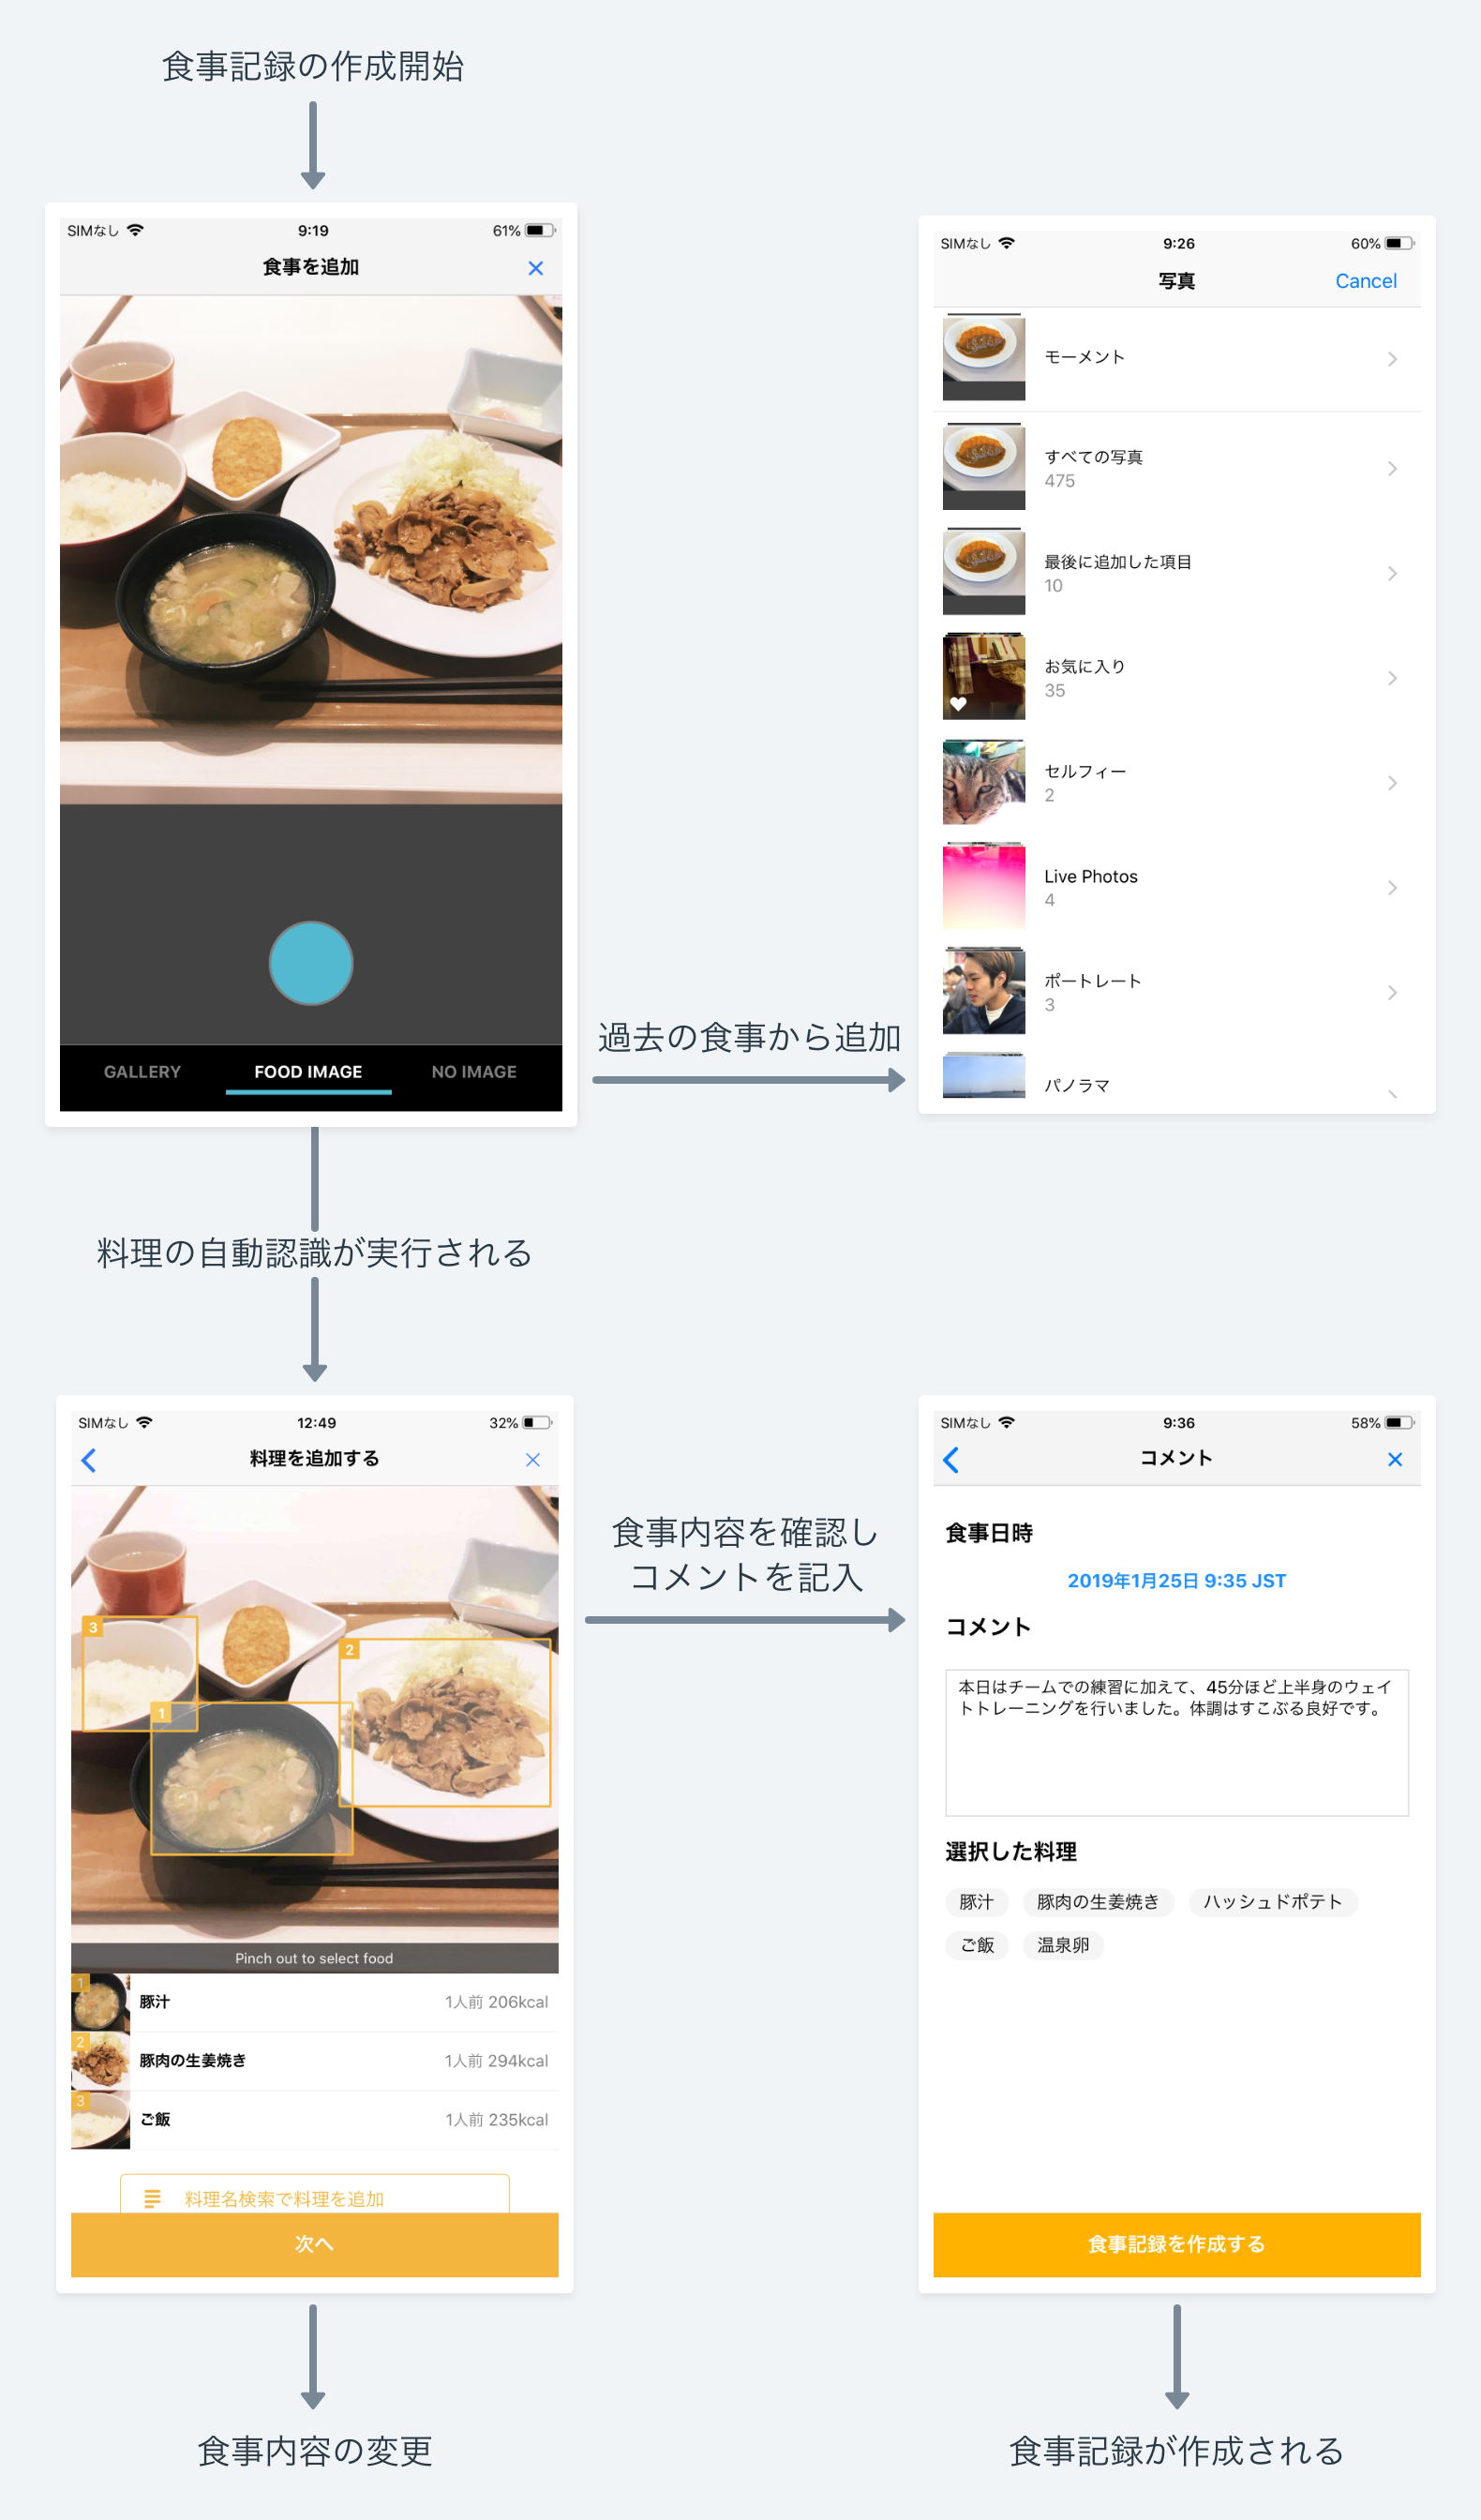 食事記録の作成開始
SIMなし 9:19 61%
食事を追加
GALLERY FOOD IMAGE NO IMAGE
過去の食事から追加
SIMなし 9:26 60%
写真 Cancel
モーメント
すべての写真
475
最後に追加した項目
10
お気に入り
35
セルフィー
2
Live Photos
4
ポートレート
3
パノラマ
料理の自動認識が実行される
SIMなし 12:49 32%
料理を追加する
3
2
1
Pinch out to select food
1
豚汁 1人前 206kcal
2
豚肉の生姜焼き 1人前 294kcal
3
ご飯 1人前 235kcal
料理名検索で料理を追加
次へ
食事内容を確認し
コメントを記入
SIMなし 9:36 58%
コメント
食事日時
2019年1月25日 9:35 JST
コメント
本日はチームでの練習に加えて、45分ほど上半身のウェイ
トトレーニングを行いました。体調はすこぶる良好です。
選択した料理
豚汁 豚肉の生姜焼き ハッシュドポテト
ご飯 温泉卵
食事記録を作成する
食事内容の変更
食事記録が作成される